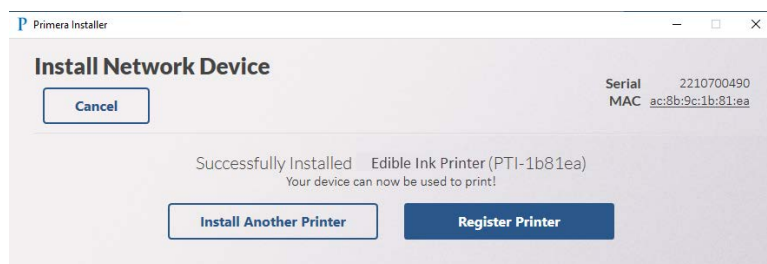 P Primera Installer
Install Network Device
Cancel
Serial 2210700490
MAC ac:8b:9c:1b:81:ea
Successfully Installed Edible Ink Printer (PTI-1b81ea)
Your device can now be used to print!
Install Another Printer
Register Printer